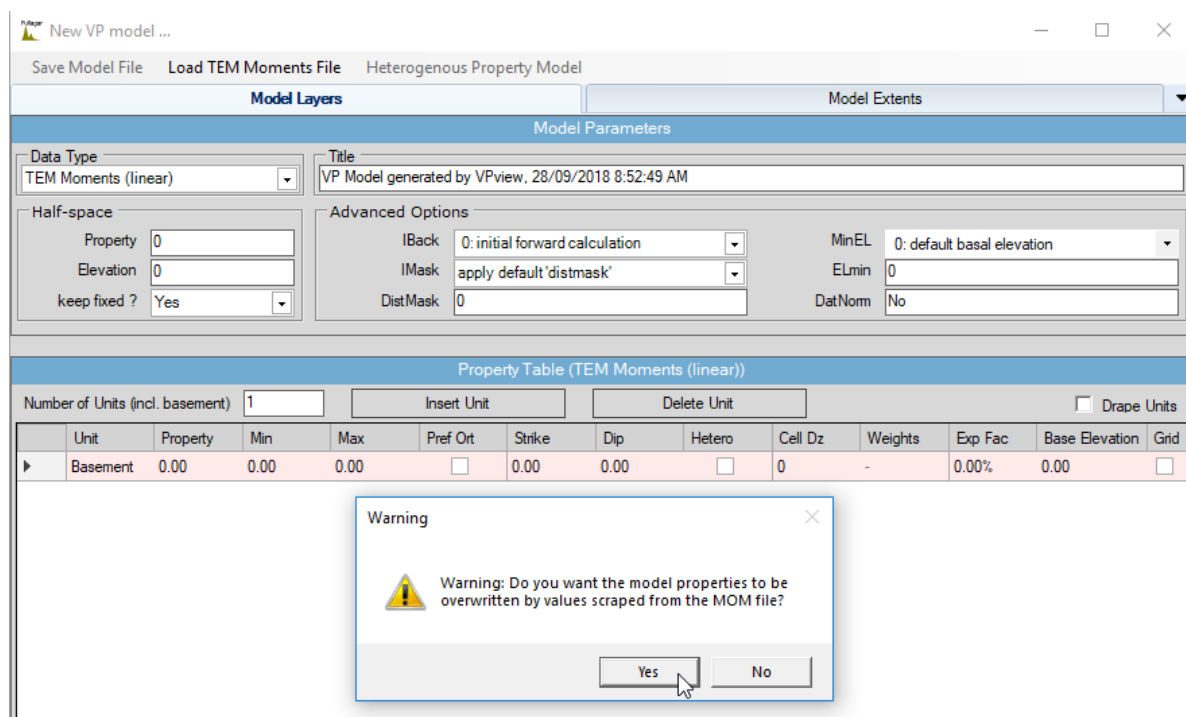 Fullagar
New VP model ...
Save Model File Load TEM Moments File Heterogenous Property Model
Model Layers Model Extents
Model Parameters
Data Type Title
TEM Moments (linear) VP Model generated by VPview, 28/09/2018 8:52:49 AM
Half-space Advanced Options
Property 0 IBack 0: initial forward calculation MinEL 0: default basal elevation
Elevation 0 IMask apply default 'distmask' ELmin 0
keep fixed ? Yes DistMask 0 DatNorm No
Property Table (TEM Moments (linear))
Number of Units (incl. basement) 1 Insert Unit Delete Unit Drape Units
Unit Property Min Max Pref Ort Strike Dip Hetero Cell Dz Weights Exp Fac Base Elevation Grid
Basement 0.00 0.00 0.00 0.00 0.00 0 - 0.00% 0.00
Warning
Warning: Do you want the model properties to be
overwritten by values scraped from the MOM file?
Yes No